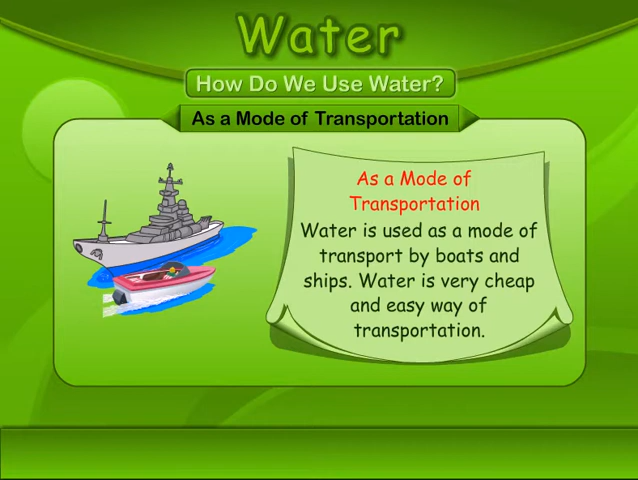 Water
How Do We Use Water?
As a Mode of Transportation
As a Mode of
Transportation
Water is used as a mode of
transport by boats and
ships. Water is very cheap
and easy way of
transportation.